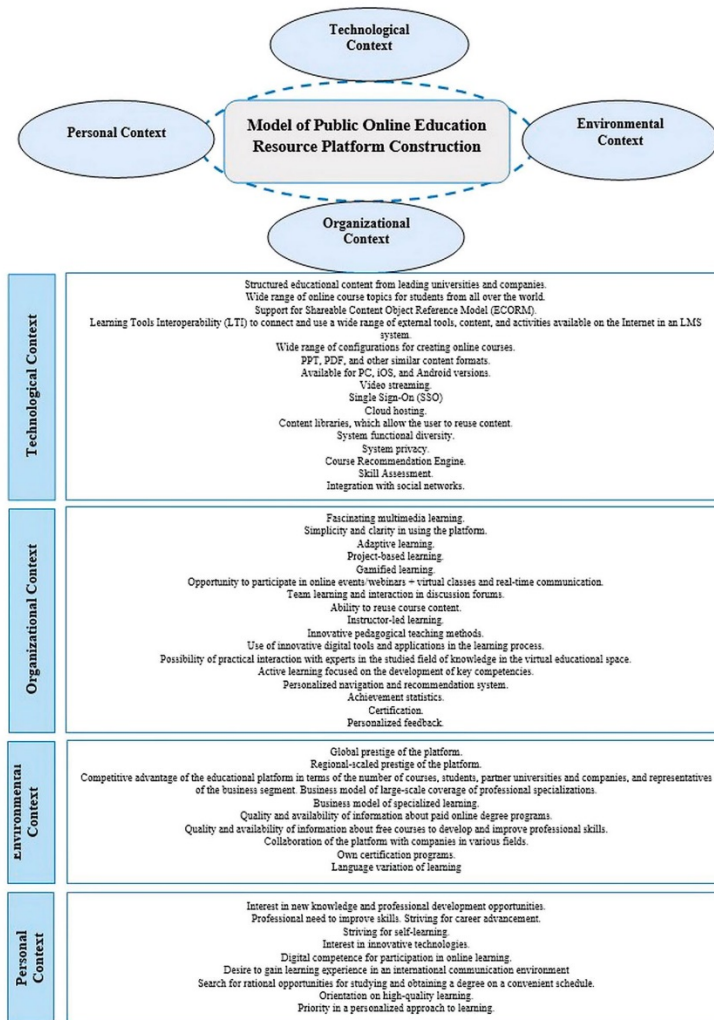 Technological
Context
Personal Context
Model of Public Online Education
Resource Platform Construction
Environmental
Context
Organizational
Context
Technological Context
Structured educational content from leading universities and companies.
Wide range of online course topics for students from all over the world.
Support for Shareable Content Object Reference Model (ECORM).
Learning Tools Interoperability (LTI) to connect and use a wide range of external tools, content, and activities available on the Internet in an LMS
system.
Wide range of configurations for creating online courses.
PPT, PDF, and other similar content formats.
Available for PC, iOS, and Android versions.
Video streaming.
Single Sign-On (SSO)
Cloud hosting.
Content libraries, which allow the user to reuse content.
System functional diversity.
System privacy.
Course Recommendation Engine.
Skill Assessment.
Integration with social networks.
Organizational Context
Fascinating multimedia learning.
Simplicity and clarity in using the platform.
Adaptive learning.
Project-based learning.
Gamified learning.
Opportunity to participate in online events/webinars + virtual classes and real-time communication.
Team learning and interaction in discussion forums.
Ability to reuse course content.
Instructor-led learning.
Innovative pedagogical teaching methods.
Use of innovative digital tools and applications in the learning process.
Possibility of practical interaction with experts in the studied field of knowledge in the virtual educational space.
Active learning focused on the development of key competencies.
Personalized navigation and recommendation system.
Achievement statistics.
Certification.
Personalized feedback.
Environmental
Context
Global prestige of the platform.
Regional-scaled prestige of the platform.
Competitive advantage of the educational platform in terms of the number of courses, students, partner universities and companies, and representatives
of the business segment. Business model of large-scale coverage of professional specializations.
Business model of specialized learning.
Quality and availability of information about paid online degree programs.
Quality and availability of information about free courses to develop and improve professional skills.
Collaboration of the platform with companies in various fields.
Own certification programs.
Language variation of learning
Personal
Context
Interest in new knowledge and professional development opportunities.
Professional need to improve skills. Striving for career advancement.
Striving for self-learning.
Interest in innovative technologies.
Digital competence for participation in online learning.
Desire to gain learning experience in an international communication environment
Search for rational opportunities for studying and obtaining a degree on a convenient schedule.
Orientation on high-quality learning.
Priority in a personalized approach to learning.